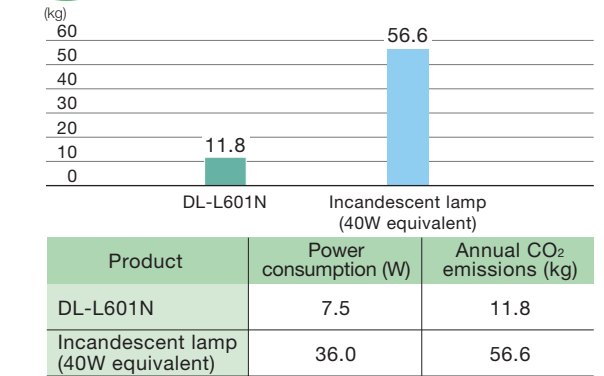 (kg)
60
50
40
30
20
10
0
56.6
11.8
DL-L601N
Incandescent lamp
(40W equivalent)
Product
Power
consumption (W)
Annual CO₂
emissions (kg)
DL-L601N
7.5
11.8
Incandescent lamp
(40W equivalent)
36.0
56.6